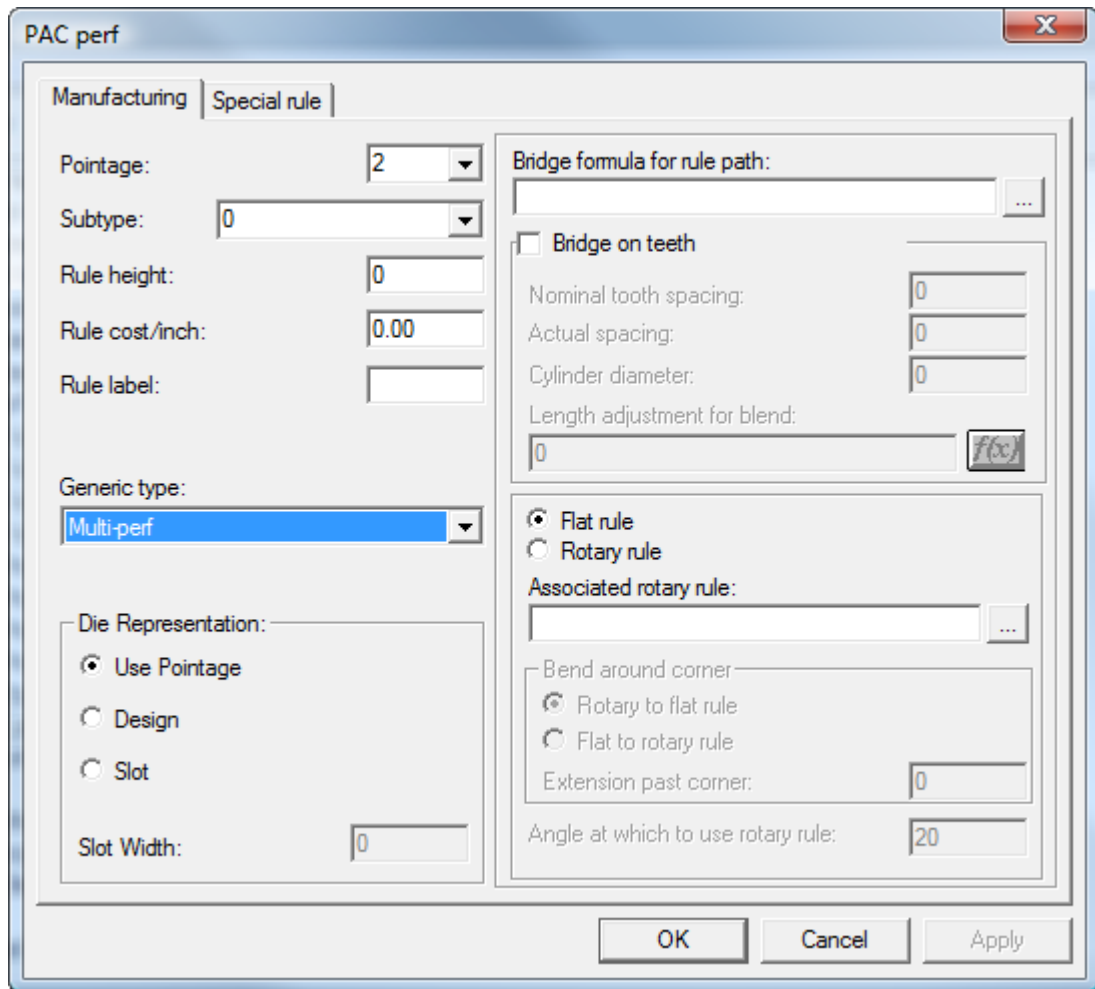 PAC perf
Manufacturing
Special rule
Pointage:
2
Subtype:
0
Rule height:
0
Rule cost/inch:
0.00
Rule label:
Generic type:
Multi-perf
Die Representation:
Use Pointage
Design
Slot
Slot Width:
0
Bridge formula for rule path:
...
Bridge on teeth
Nominal tooth spacing:
0
Actual spacing:
0
Cylinder diameter:
0
Length adjustment for blend:
0
f(x)
Flat rule
Rotary rule
Associated rotary rule:
...
Bend around corner
Rotary to flat rule
Flat to rotary rule
Extension past corner:
0
Angle at which to use rotary rule:
20
OK
Cancel
Apply